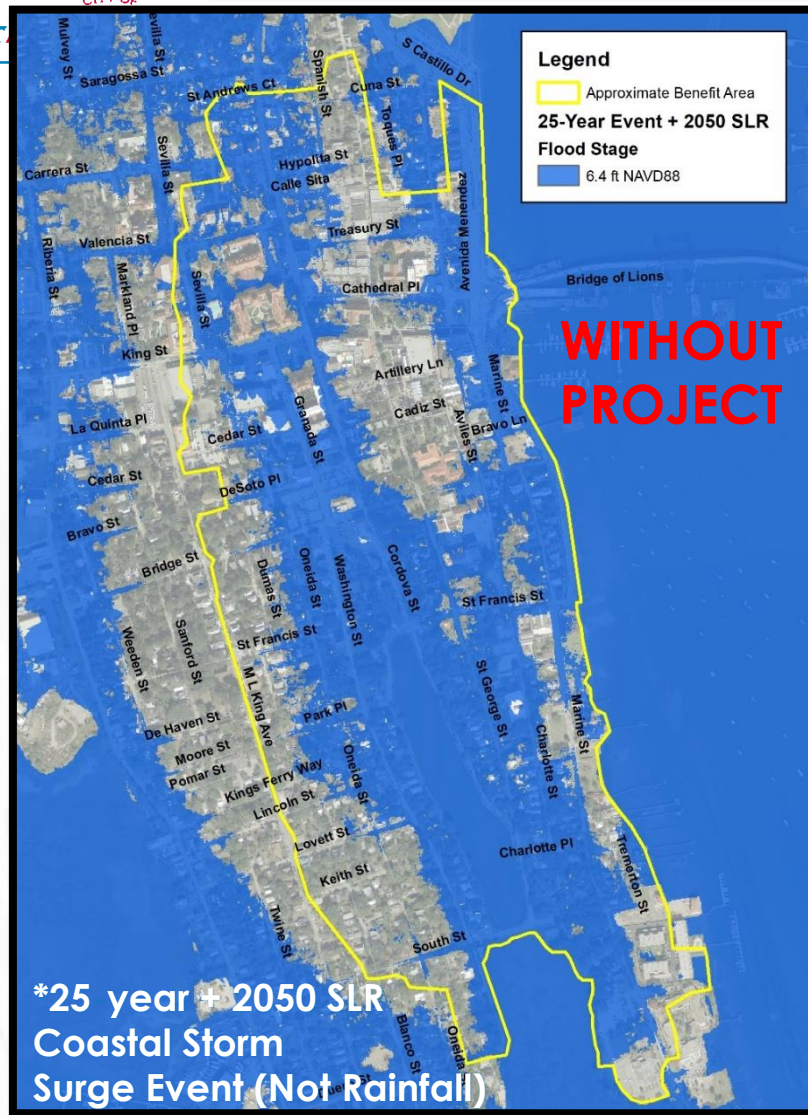 Legend
Approximate Benefit Area
25-Year Event + 2050 SLR
Flood Stage
6.4 ft NAVD88
WITHOUT
PROJECT
Mulvey St
Sevilla St
Saragossa St
St Andrews Ct
Spanish St
Cuna St
S Castillo Dr
Toques Pl
Sevilla St
Carrera St
Hypolita St
Calle Sita
Avenida Menendez
Treasury St
Valencia St
Riberia St
Markland Pl
Sevilla St
Cathedral Pl
Bridge of Lions
King St
Artillery Ln
Marine St
La Quinta Pl
Granada St
Cadiz St
Aviles St
Bravo Ln
Cedar St
Cedar St
DeSoto Pl
Bravo St
Bridge St
Dumas St
Oneida St
Washington St
Cordova St
St Francis St
Weeden St
Sanford St
St Francis St
M L King Ave
St George St
Charlotte St
Marine St
De Haven St
Park Pl
Moore St
Pomar St
Kings Ferry Way
Oneida St
Lincoln St
Lovett St
Charlotte Pl
Tremerton St
Keith St
Twine St
South St
Blanco St
Oneida
*25 year + 2050 SLR
Coastal Storm
Surge Event (Not Rainfall)